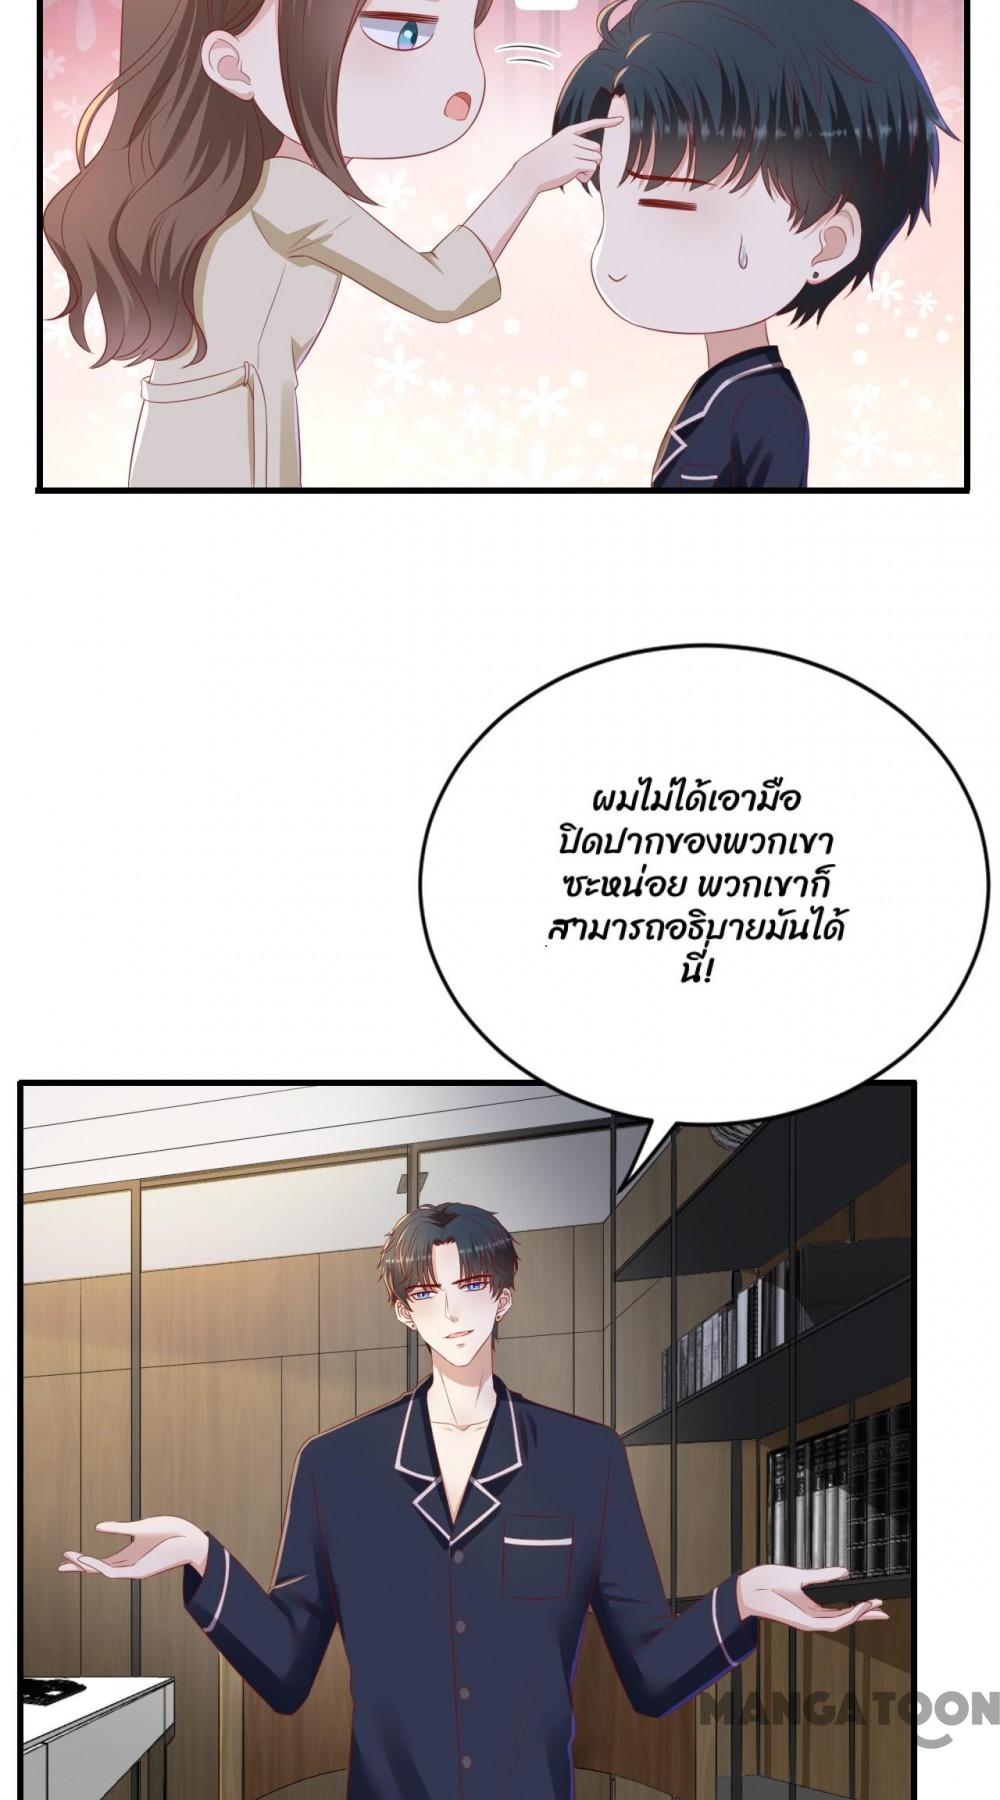 ผมไม่ได้เอามือ
ปิดปากของพวกเขา
ซะหน่อย พวกเขาก็
สามารถอธิบายมันได้
นี่!
MANGATOON